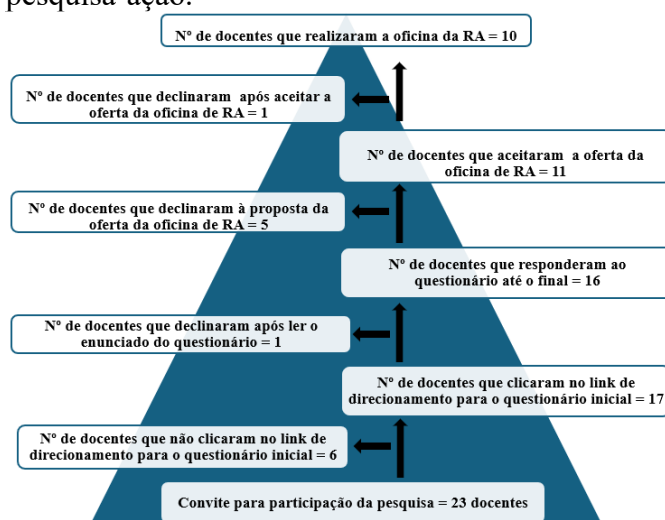 pesquisa-ação.
Nº de docentes que realizaram a oficina da RA = 10
Nº de docentes que declinaram após aceitar a
oferta da oficina de RA = 1
Nº de docentes que aceitaram a oferta da
oficina de RA = 11
Nº de docentes que declinaram à proposta da
oferta da oficina de RA = 5
Nº de docentes que responderam ao
questionário até o final = 16
Nº de docentes que declinaram após ler o
enunciado do questionário = 1
Nº de docentes que clicaram no link de
direcionamento para o questionário inicial = 17
Nº de docentes que não clicaram no link de
direcionamento para o questionário inicial = 6
Convite para participação da pesquisa = 23 docentes